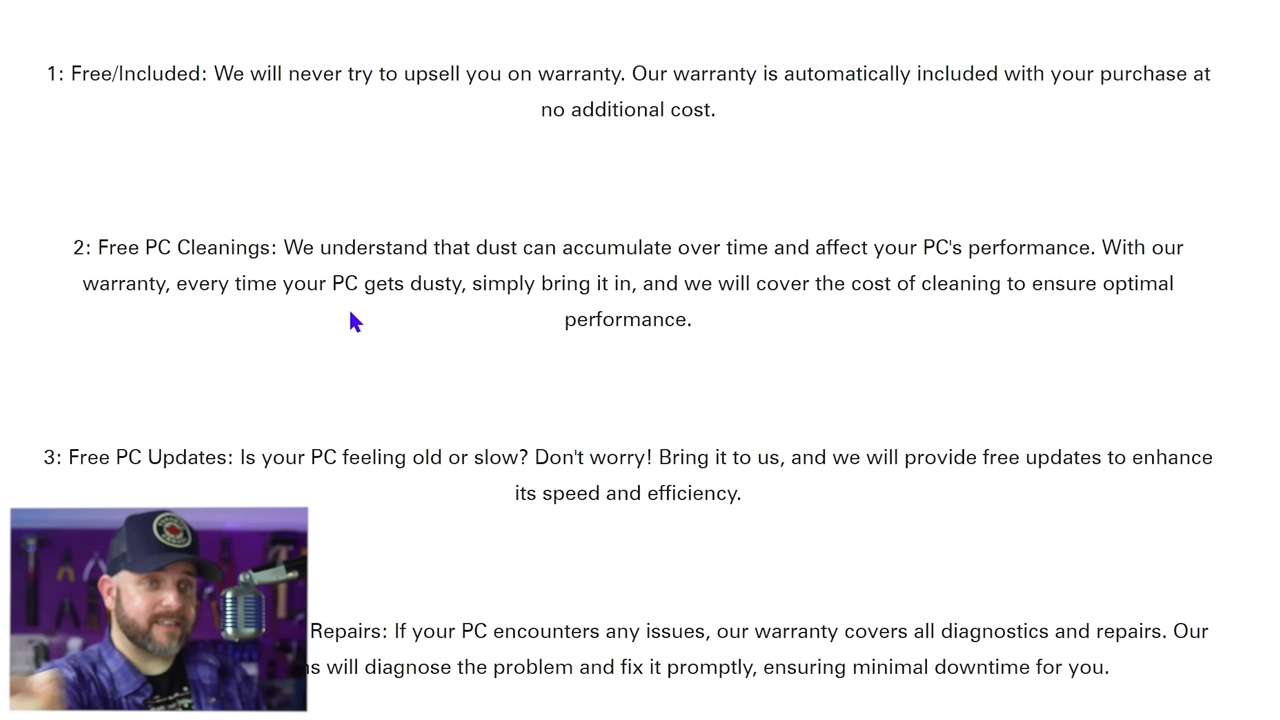 1: Free/Included: We will never try to upsell you on warranty. Our warranty is automatically included with your purchase at
no additional cost.
2: Free PC Cleanings: We understand that dust can accumulate over time and affect your PC's performance. With our
warranty, every time your PC gets dusty, simply bring it in, and we will cover the cost of cleaning to ensure optimal
performance.
3: Free PC Updates: Is your PC feeling old or slow? Don't worry! Bring it to us, and we will provide free updates to enhance
its speed and efficiency.
Repairs: If your PC encounters any issues, our warranty covers all diagnostics and repairs. Our
will diagnose the problem and fix it promptly, ensuring minimal downtime for you.